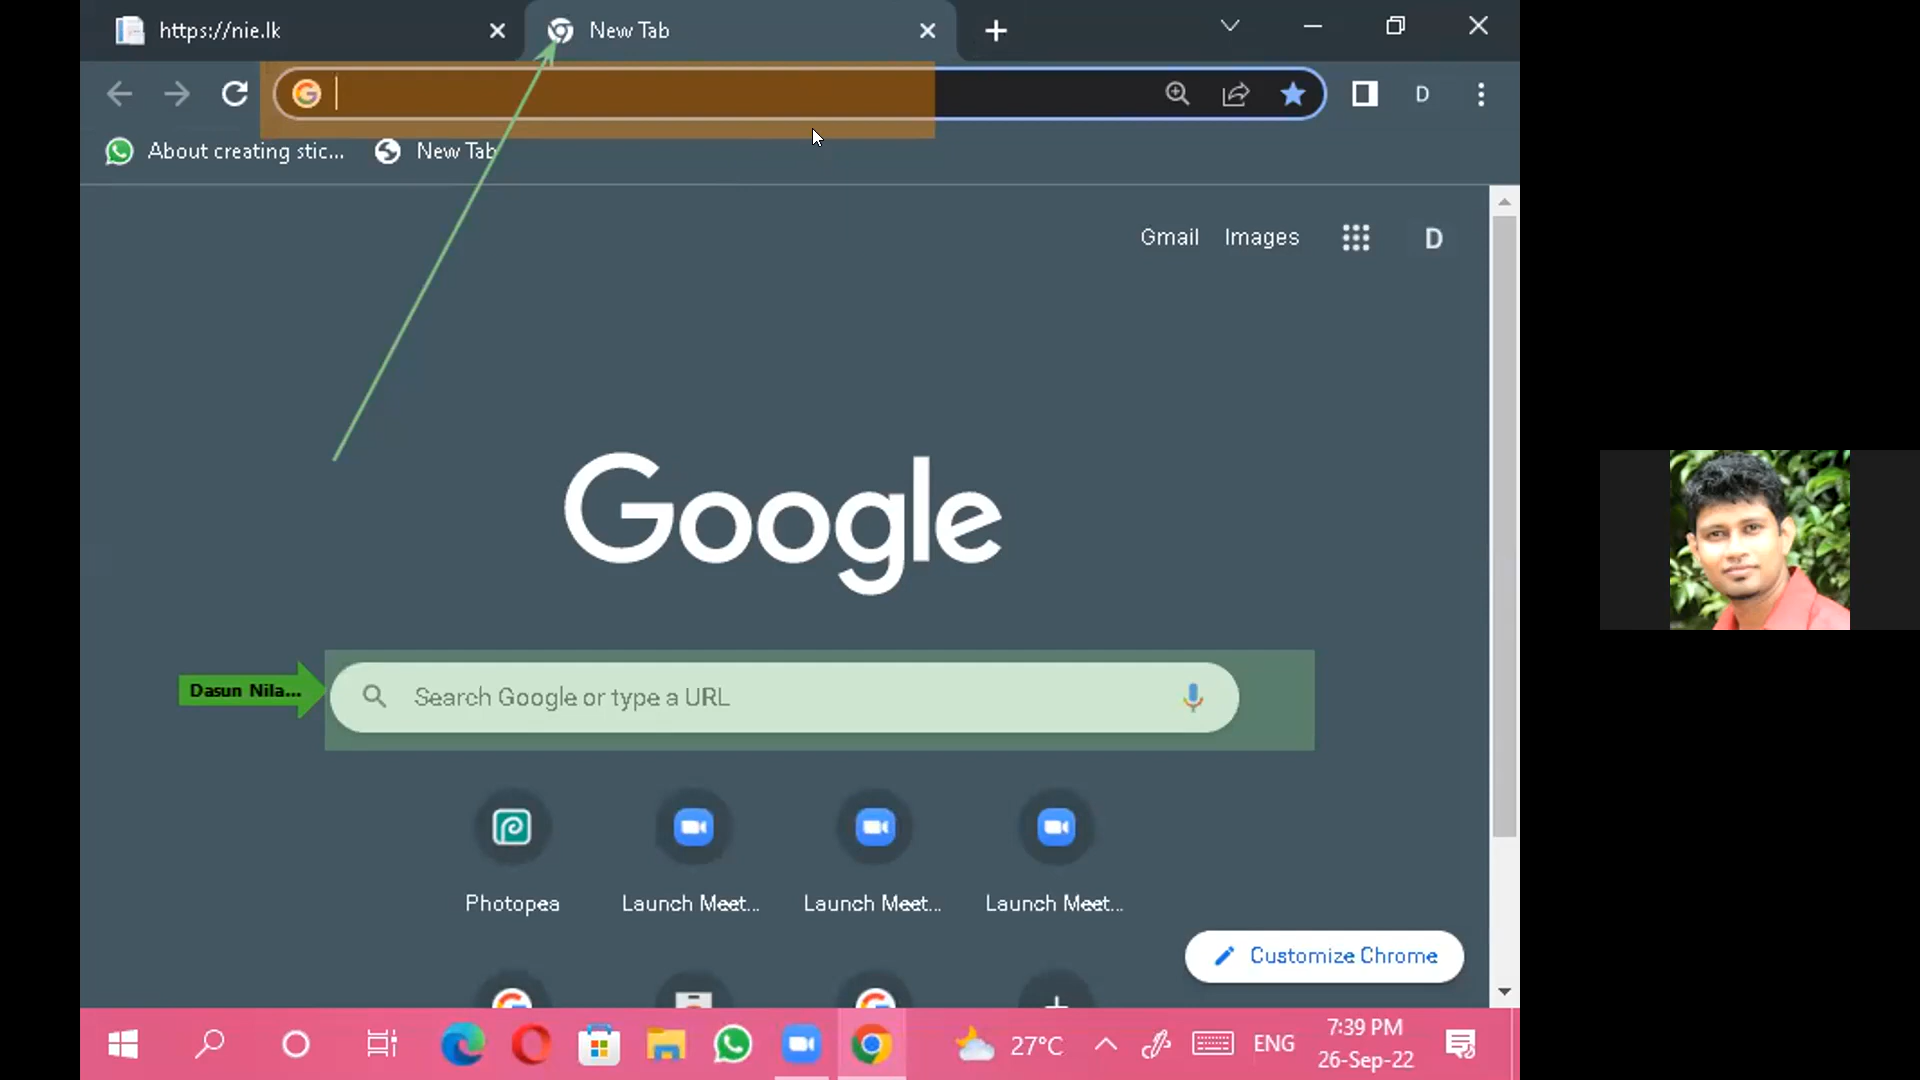 https://nie.lk
New Tab
D
About creating stic...
New Tab
Gmail
Images
D
Google
Dasun Nila...
Search Google or type a URL
Photopea
Launch Meet...
Launch Meet...
Launch Meet...
Customize Chrome
27°C
ENG
7:39 PM
26-Sep-22